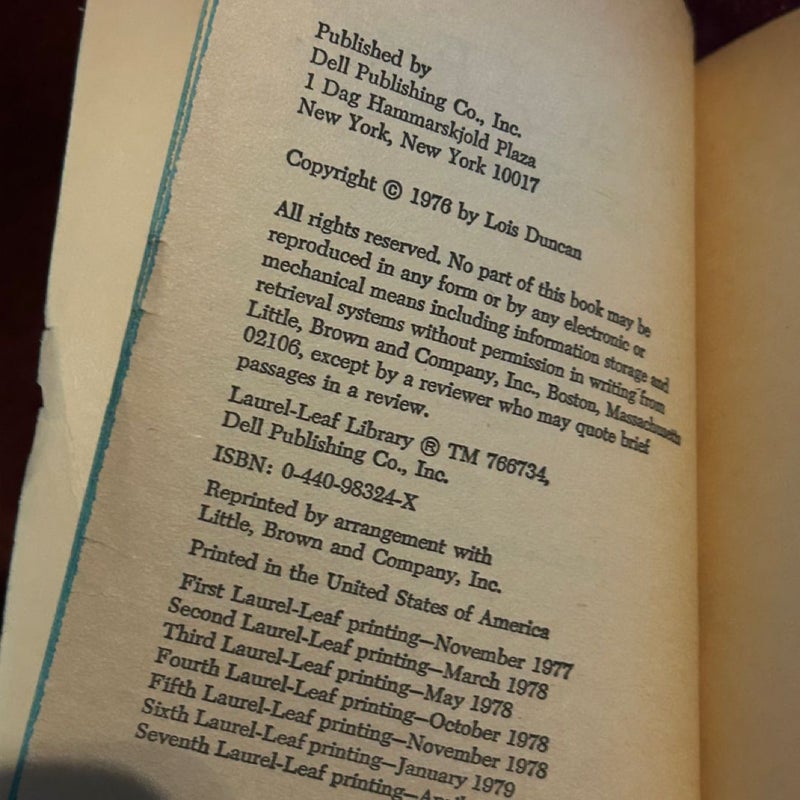 Published by
Dell Publishing Co., Inc.
1 Dag Hammarskjold Plaza
New York, New York 10017
Copyright © 1976 by Lois Duncan
All rights reserved. No part of this book may be
reproduced in any form or by any electronic or
mechanical means including information storage and
retrieval systems without permission in writing from
Little, Brown and Company, Inc., Boston, Massachusetts
02106, except by a reviewer who may quote brief
passages in a review.
Laurel-Leaf Library ® TM 766734,
Dell Publishing Co., Inc.
ISBN: 0-440-98324-X
Reprinted by arrangement with
Little, Brown and Company, Inc.
Printed in the United States of America
First Laurel-Leaf printing—November 1977
Second Laurel-Leaf printing—March 1978
Third Laurel-Leaf printing—May 1978
Fourth Laurel-Leaf printing—October 1978
Fifth Laurel-Leaf printing—November 1978
Sixth Laurel-Leaf printing—January 1979
Seventh Laurel-Leaf printing—